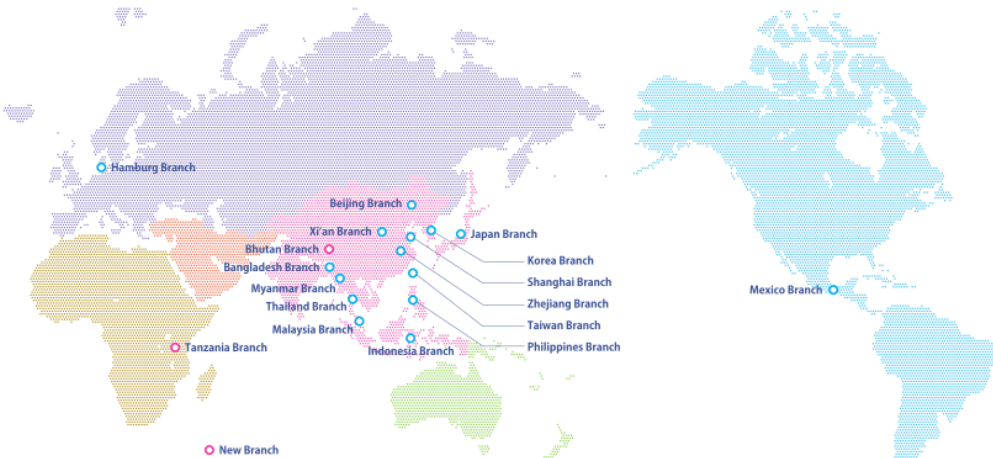 Hamburg Branch
Beijing Branch
Xi'an Branch
Japan Branch
Bhutan Branch
Korea Branch
Bangladesh Branch
Shanghai Branch
Myanmar Branch
Mexico Branch
Zhejiang Branch
Thailand Branch
Taiwan Branch
Malaysia Branch
Tanzania Branch
Philippines Branch
Indonesia Branch
New Branch